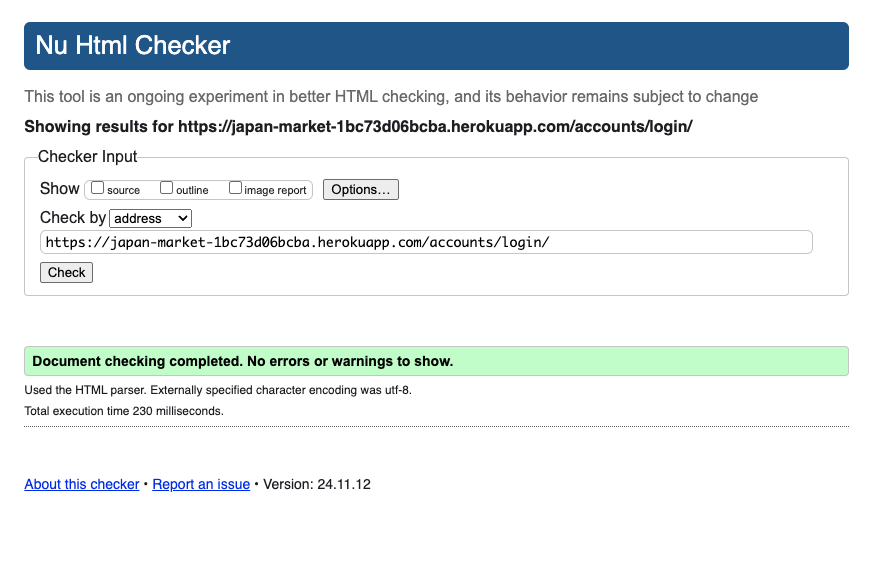 Nu Html Checker
This tool is an ongoing experiment in better HTML checking, and its behavior remains subject to change
Showing results for https://japan-market-1bc73d06bcba.herokuapp.com/accounts/login/
Checker Input
Show source outline image report Options...
Check by address
https://japan-market-1bc73d06bcba.herokuapp.com/accounts/login/
Check
Document checking completed. No errors or warnings to show.
Used the HTML parser. Externally specified character encoding was utf-8.
Total execution time 230 milliseconds.
About this checker • Report an issue • Version: 24.11.12